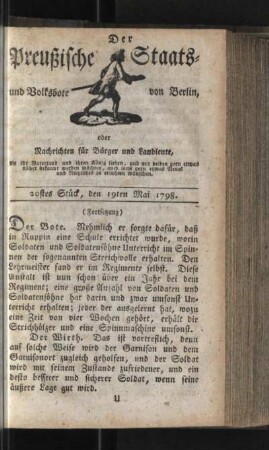 Der
Preußische Staats-
und Volksbote von Berlin,
oder
Nachrichten für Bürger und Landleute,
die ihr Vaterland und ihren König lieben, und mit beiden gern etwas
näher bekannt werden möchten, auch sonst gern etwas Neues
und Nützliches zu erfahren wünschen.
20stes Stück, den 19ten Mai 1798.
(Fortsetzung)
Der Bote. Nehmlich er sorgte dafür, daß
in Ruppin eine Schule errichtet wurde, worin
Soldaten und Soldatensöhne Unterricht im Spin-
nen der sogenannten Streichwolle erhalten. Den
Lehrmeister fand er im Regimente selbst. Diese
Anstalt ist nun schon über ein Jahr bei dem
Regiment; eine große Anzahl von Soldaten und
Soldatensöhne hat darin und zwar umsonst Un-
terricht erhalten; jeder der ausgelernt hat, wozu
eine Zeit von vier Wochen gehört, erhält die
Streichhölzer und eine Spinnmaschine umsonst.
Der Wirth. Das ist vortreflich, denn
auf solche Weise wird der Garnison und dem
Garnisonort zugleich geholfen, und der Soldat
wird mit seinem Zustande zufriedener, und ein
desto besserer und sicherer Soldat, wenn seine
äußere Lage gut wird.
U